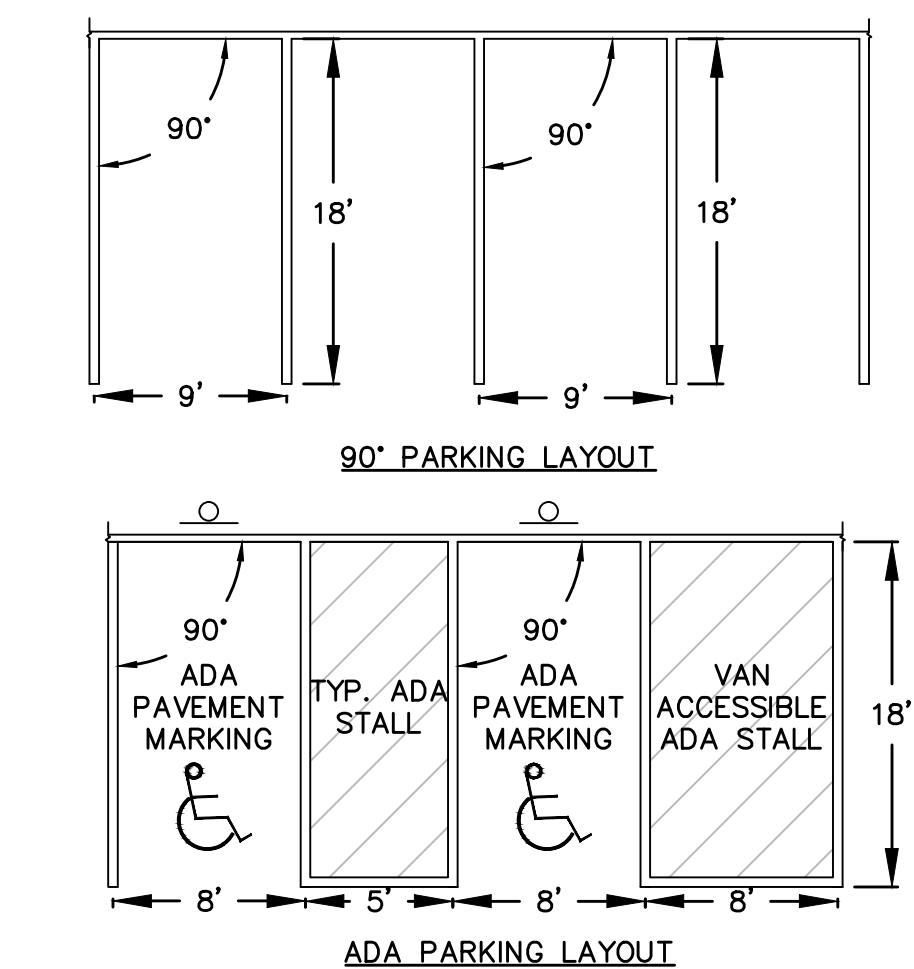 90°
90°
18'
18'
9'
9'
90° PARKING LAYOUT
90°
90°
ADA
PAVEMENT
MARKING
TYP. ADA
STALL
ADA
PAVEMENT
MARKING
VAN
ACCESSIBLE
ADA STALL
18'
8'
5'
8'
8'
ADA PARKING LAYOUT